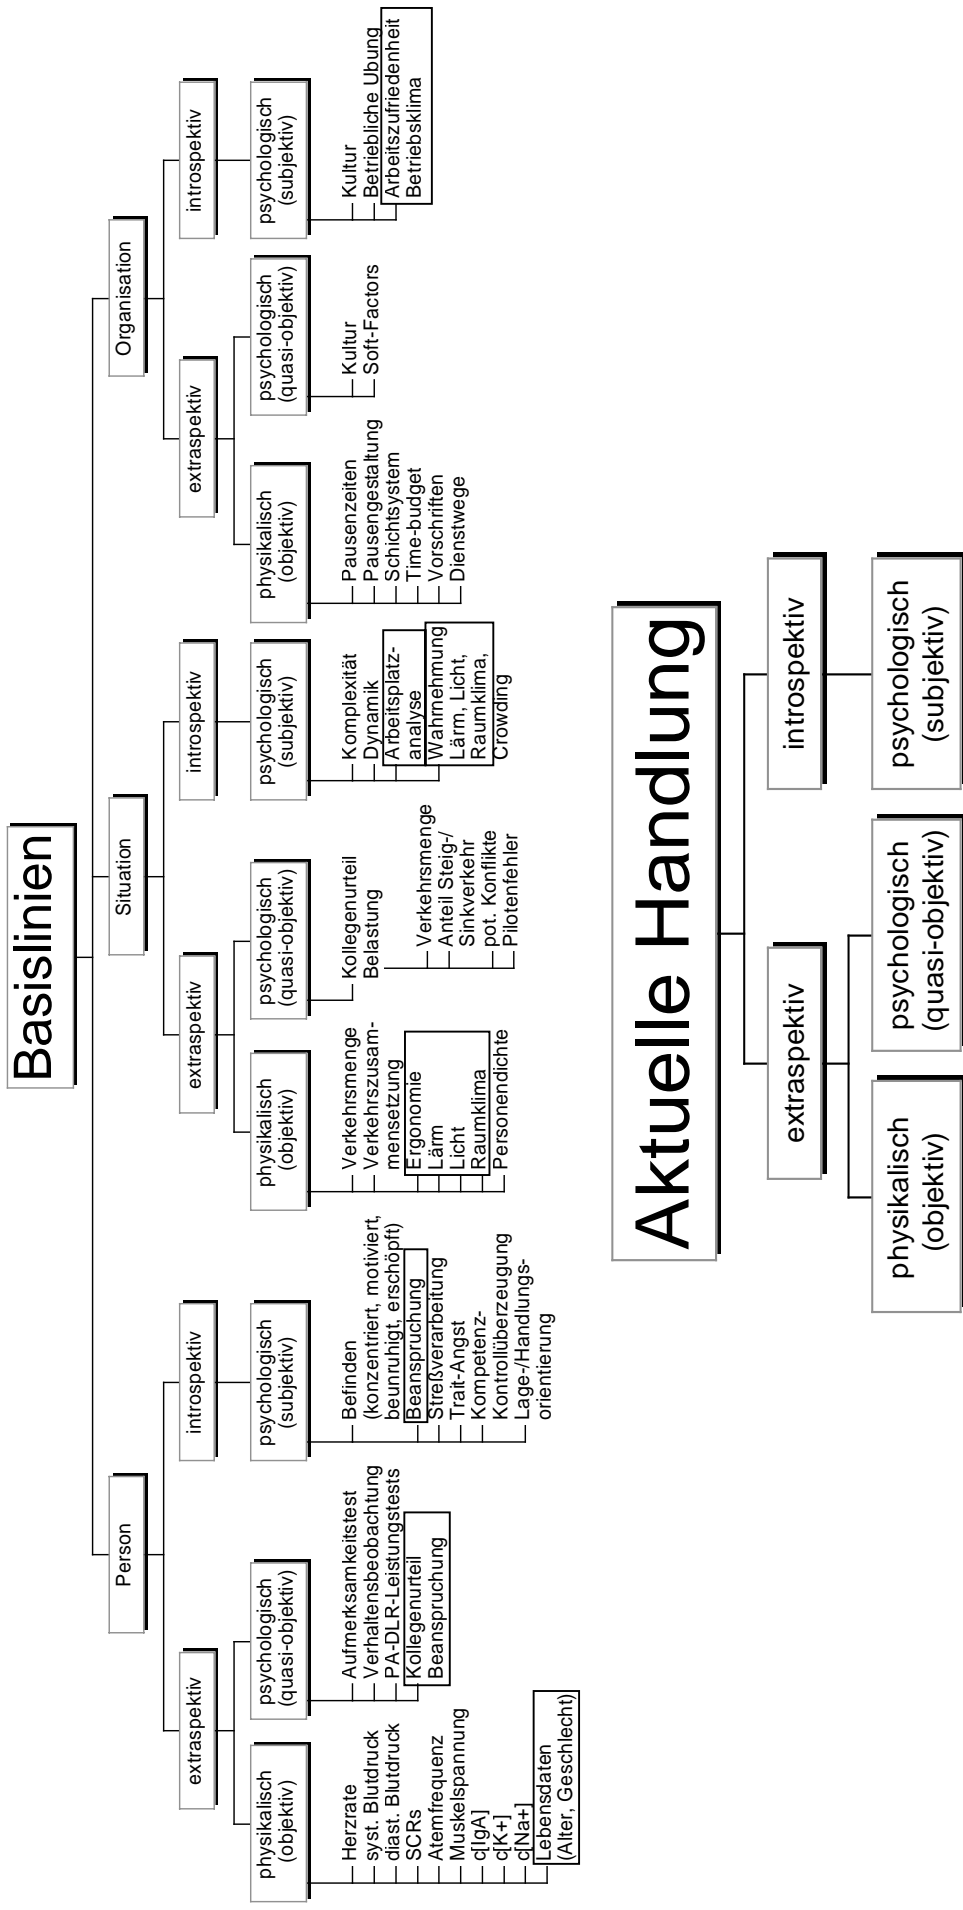 Basislinien
Person
extraspektiv
physikalisch
(objektiv)
Herzrate
syst. Blutdruck
diast. Blutdruck
SCRs
Atemfrequenz
Muskelspannung
c[IgA]
c[K+]
c[Na+]
Lebensdaten
(Alter, Geschlecht)
psychologisch
(quasi-objektiv)
Aufmerksamkeitstest
Verhaltensbeobachtung
PA-DLR-Leistungstests
Kollegenurteil
Beanspruchung
introspektiv
psychologisch
(subjektiv)
Befinden
(konzentriert, motiviert,
beunruhigt, erschöpft)
Beanspruchung
Streßverarbeitung
Trait-Angst
Kompetenz-
Kontrollüberzeugung
Lage-/Handlungs-
orientierung
Situation
extraspektiv
physikalisch
(objektiv)
Verkehrsmenge
Verkehrszusam-
mensetzung
Ergonomie
Lärm
Licht
Raumklima
Personendichte
psychologisch
(quasi-objektiv)
Kollegenurteil
Belastung
Verkehrsmenge
Anteil Steig-/
Sinkverkehr
pot. Konflikte
Pilotenfehler
introspektiv
psychologisch
(subjektiv)
Komplexität
Dynamik
Arbeitsplatz-
analyse
Wahrnehmung
Lärm, Licht,
Raumklima,
Crowding
Organisation
extraspektiv
physikalisch
(objektiv)
Pausenzeiten
Pausengestaltung
Schichtsystem
Time-budget
Vorschriften
Dienstwege
psychologisch
(quasi-objektiv)
Kultur
Soft-Factors
introspektiv
psychologisch
(subjektiv)
Kultur
Betriebliche Übung
Arbeitszufriedenheit
Betriebsklima
Aktuelle Handlung
extraspektiv
physikalisch
(objektiv)
psychologisch
(quasi-objektiv)
introspektiv
psychologisch
(subjektiv)